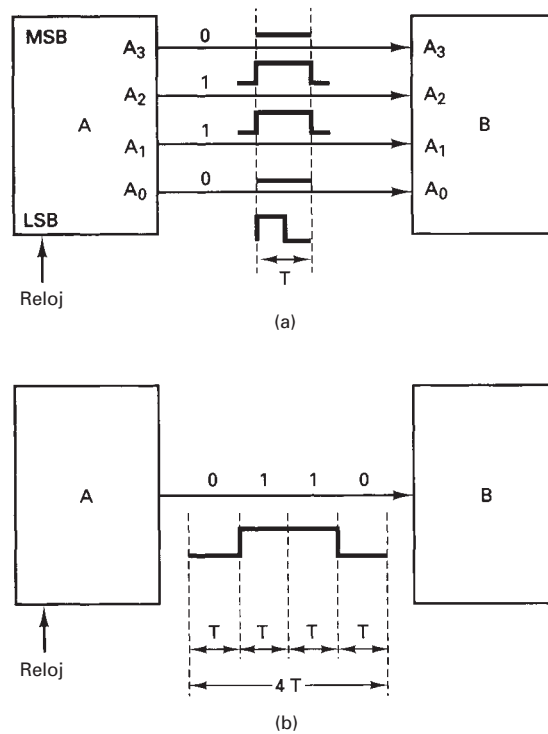 MSB
A3 0 A3
A2 1 A2
A B
A1 1 A1
A0 0 A0
LSB
T
Reloj
(a)
A 0 1 1 0 B
T T T T
Reloj
4 T
(b)